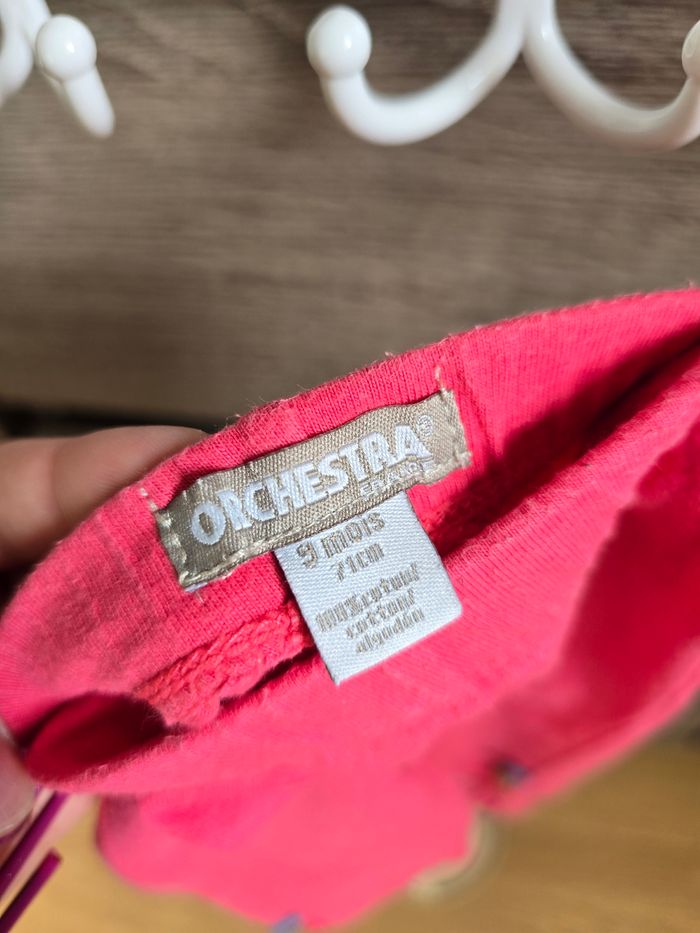 ORCHESTRA®
9 mois
71cm
100% coton/
cotton/
algodón